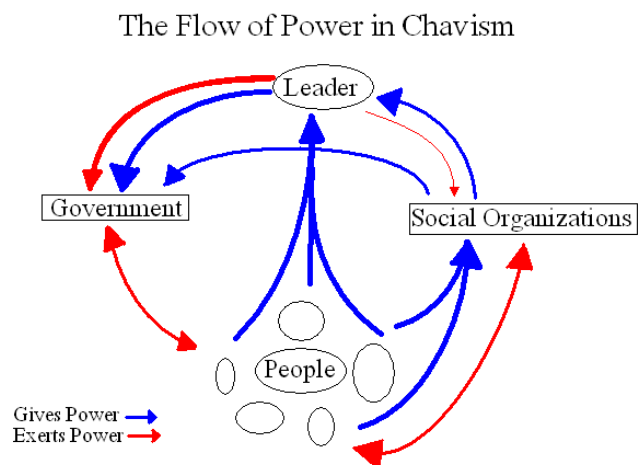 The Flow of Power in Chavism
Leader
Government
Social Organizations
People
Gives Power
Exerts Power